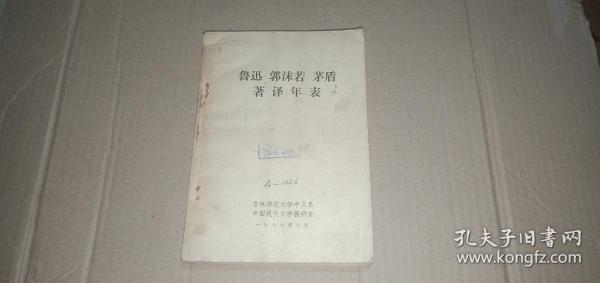 鲁迅 郭沫若 茅盾
著译年表
A-1426
吉林师范大学中文系
中国现代文学教研室
一九七九年十月
孔夫子旧书网
www.kongfz.com